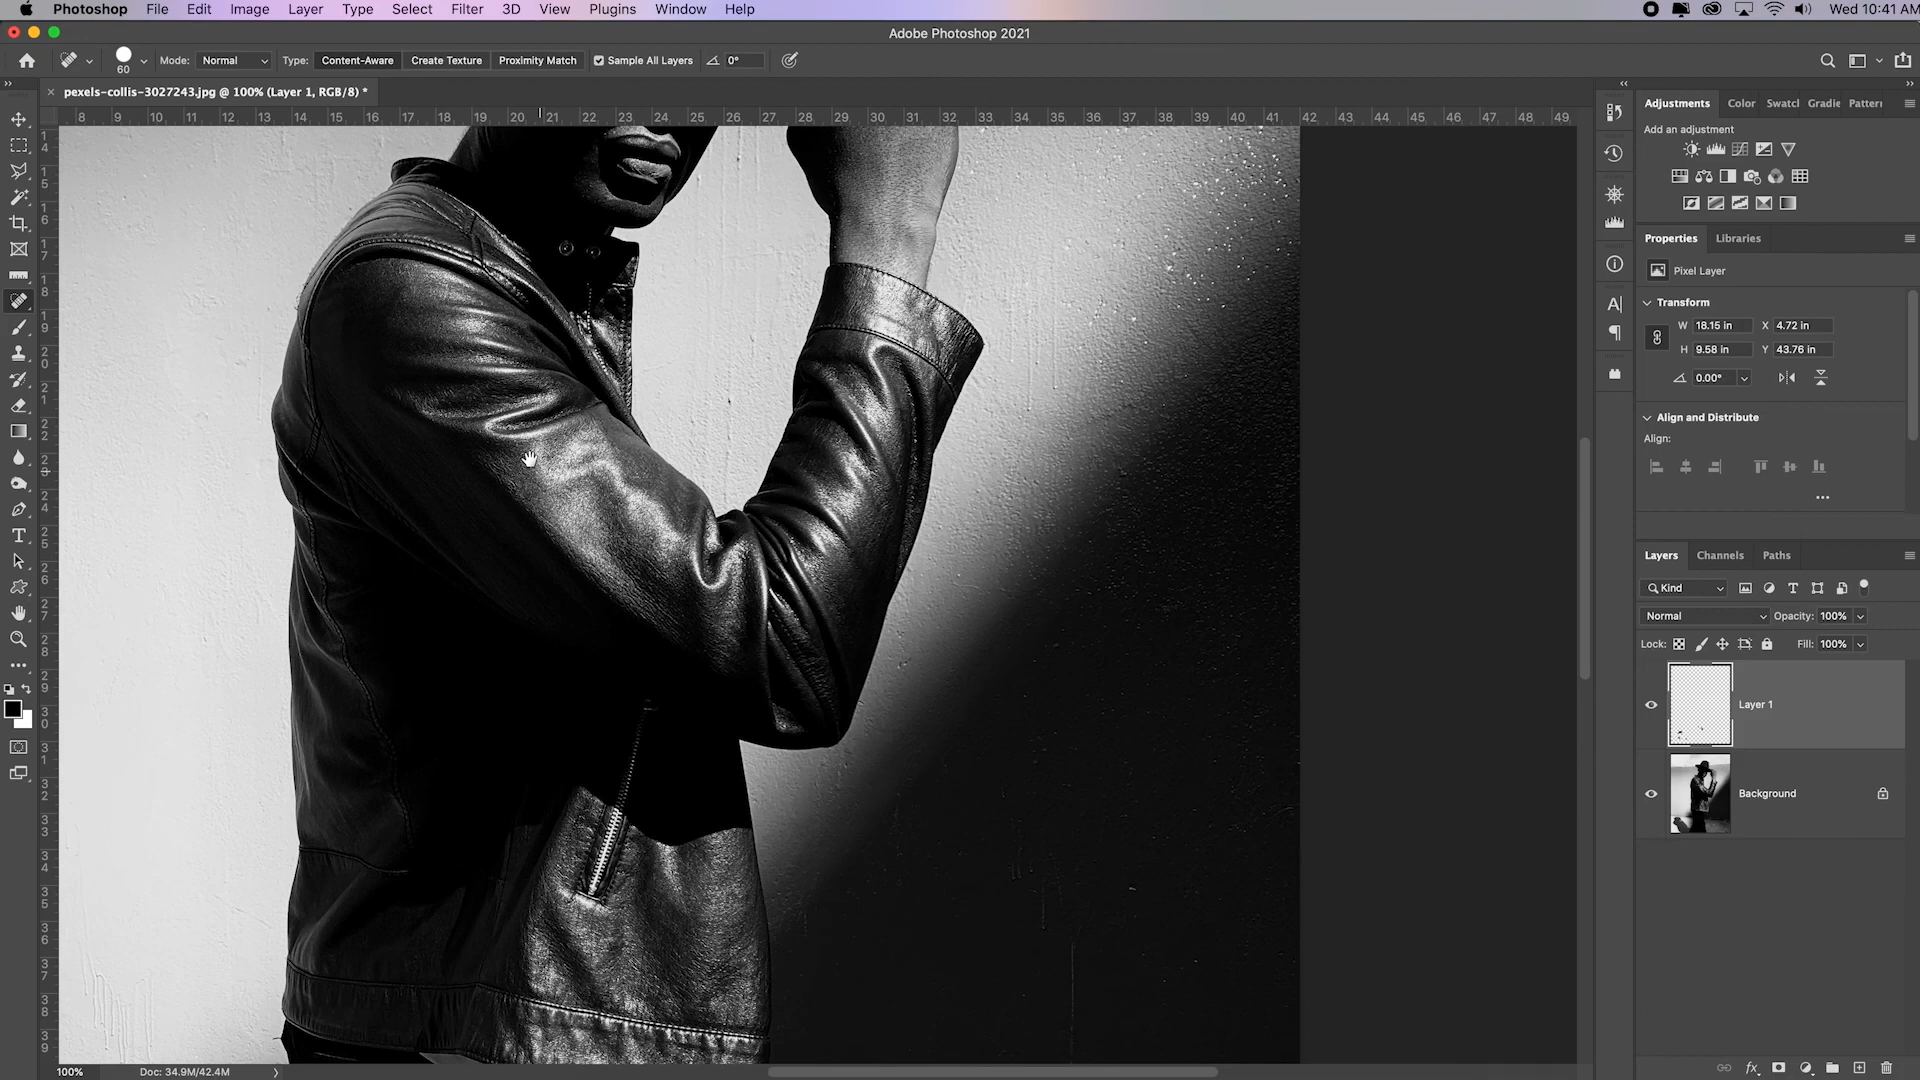 Photoshop File Edit Image Layer Type Select Filter 3D View Plugins Window Help Wed 10:41 AM
Adobe Photoshop 2021
60 Mode: Normal Type: Content-Aware Create Texture Proximity Match Sample All Layers 0°
pexels-collis-3027243.jpg @ 100% (Layer 1, RGB/8) *
8 9 10 11 12 13 14 15 16 17 18 19 20 21 22 23 24 25 26 27 28 29 30 31 32 33 34 35 36 37 38 39 40 41 42 43 44 45 46 47 48 49
Adjustments Color Swatcl Gradie Pattern
Add an adjustment
Properties Libraries
Pixel Layer
Transform
W 18.15 in X 4.72 in
H 9.58 in Y 43.76 in
0.00°
Align and Distribute
Align:
Layers Channels Paths
Kind
Normal Opacity: 100%
Lock: Fill: 100%
Layer 1
Background
100% Doc: 34.9M/42.4M